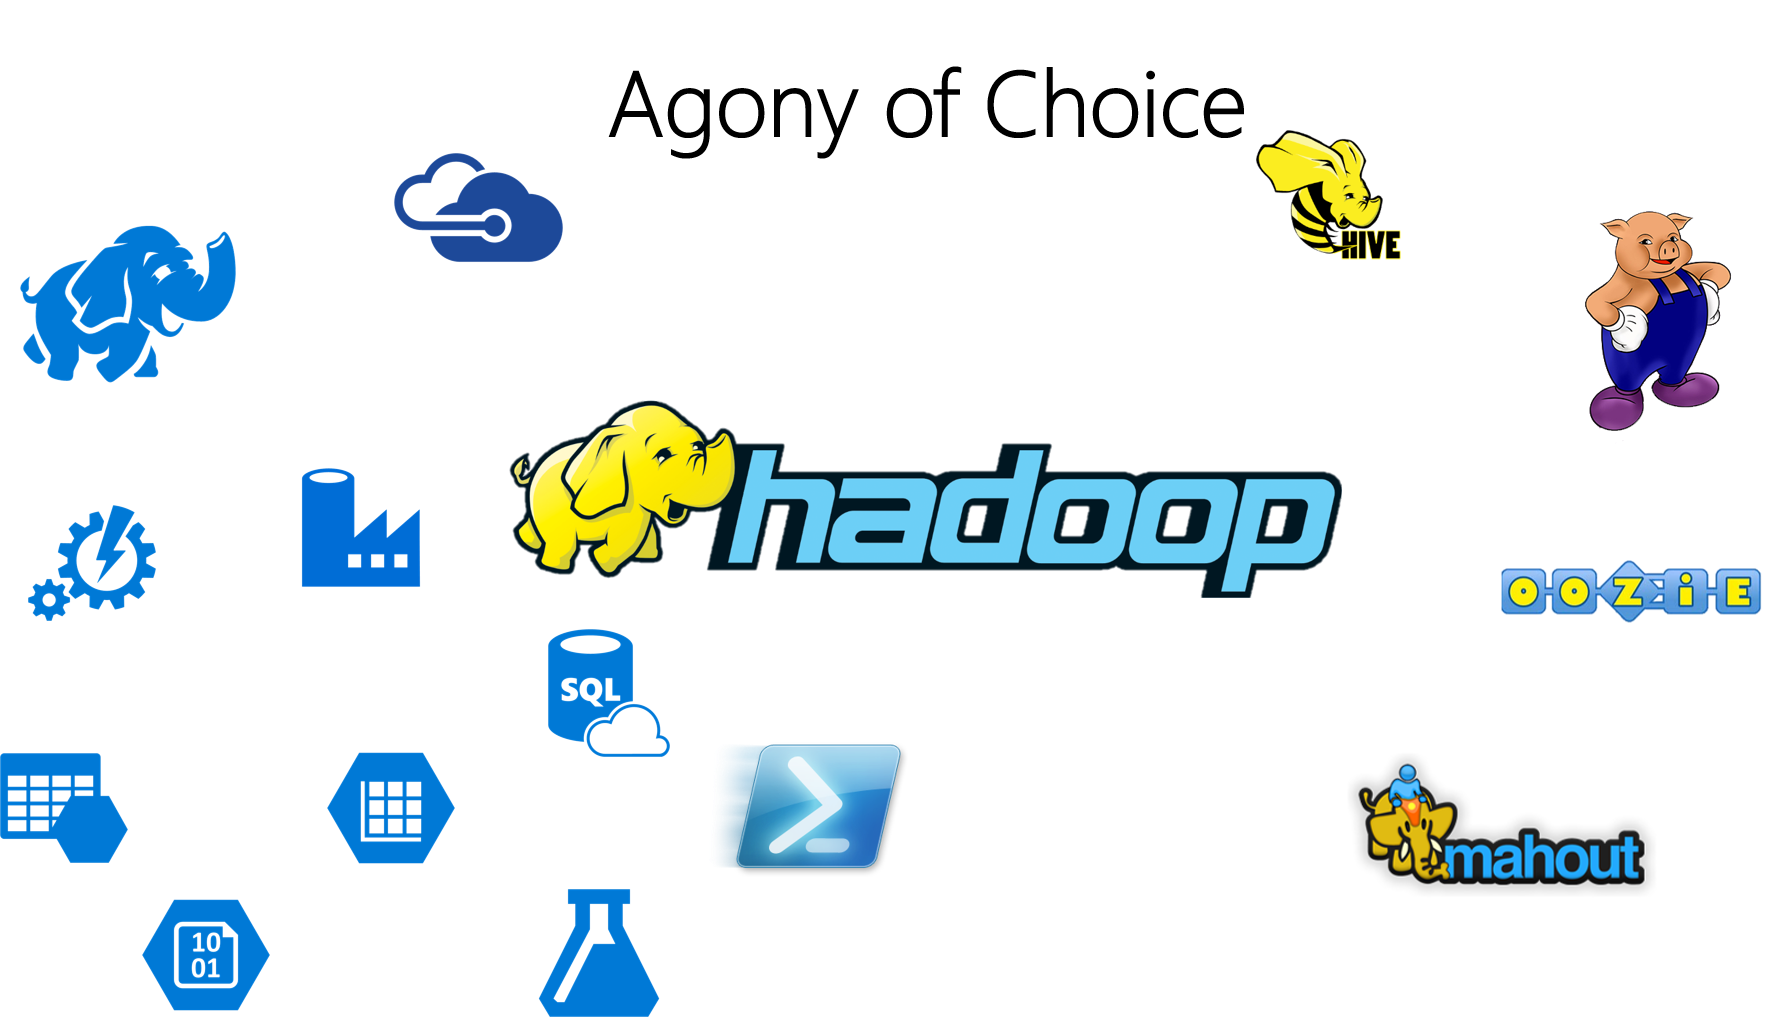 Agony of Choice
HIVE
hadoop
OOZiE
SQL
mahout
10
01